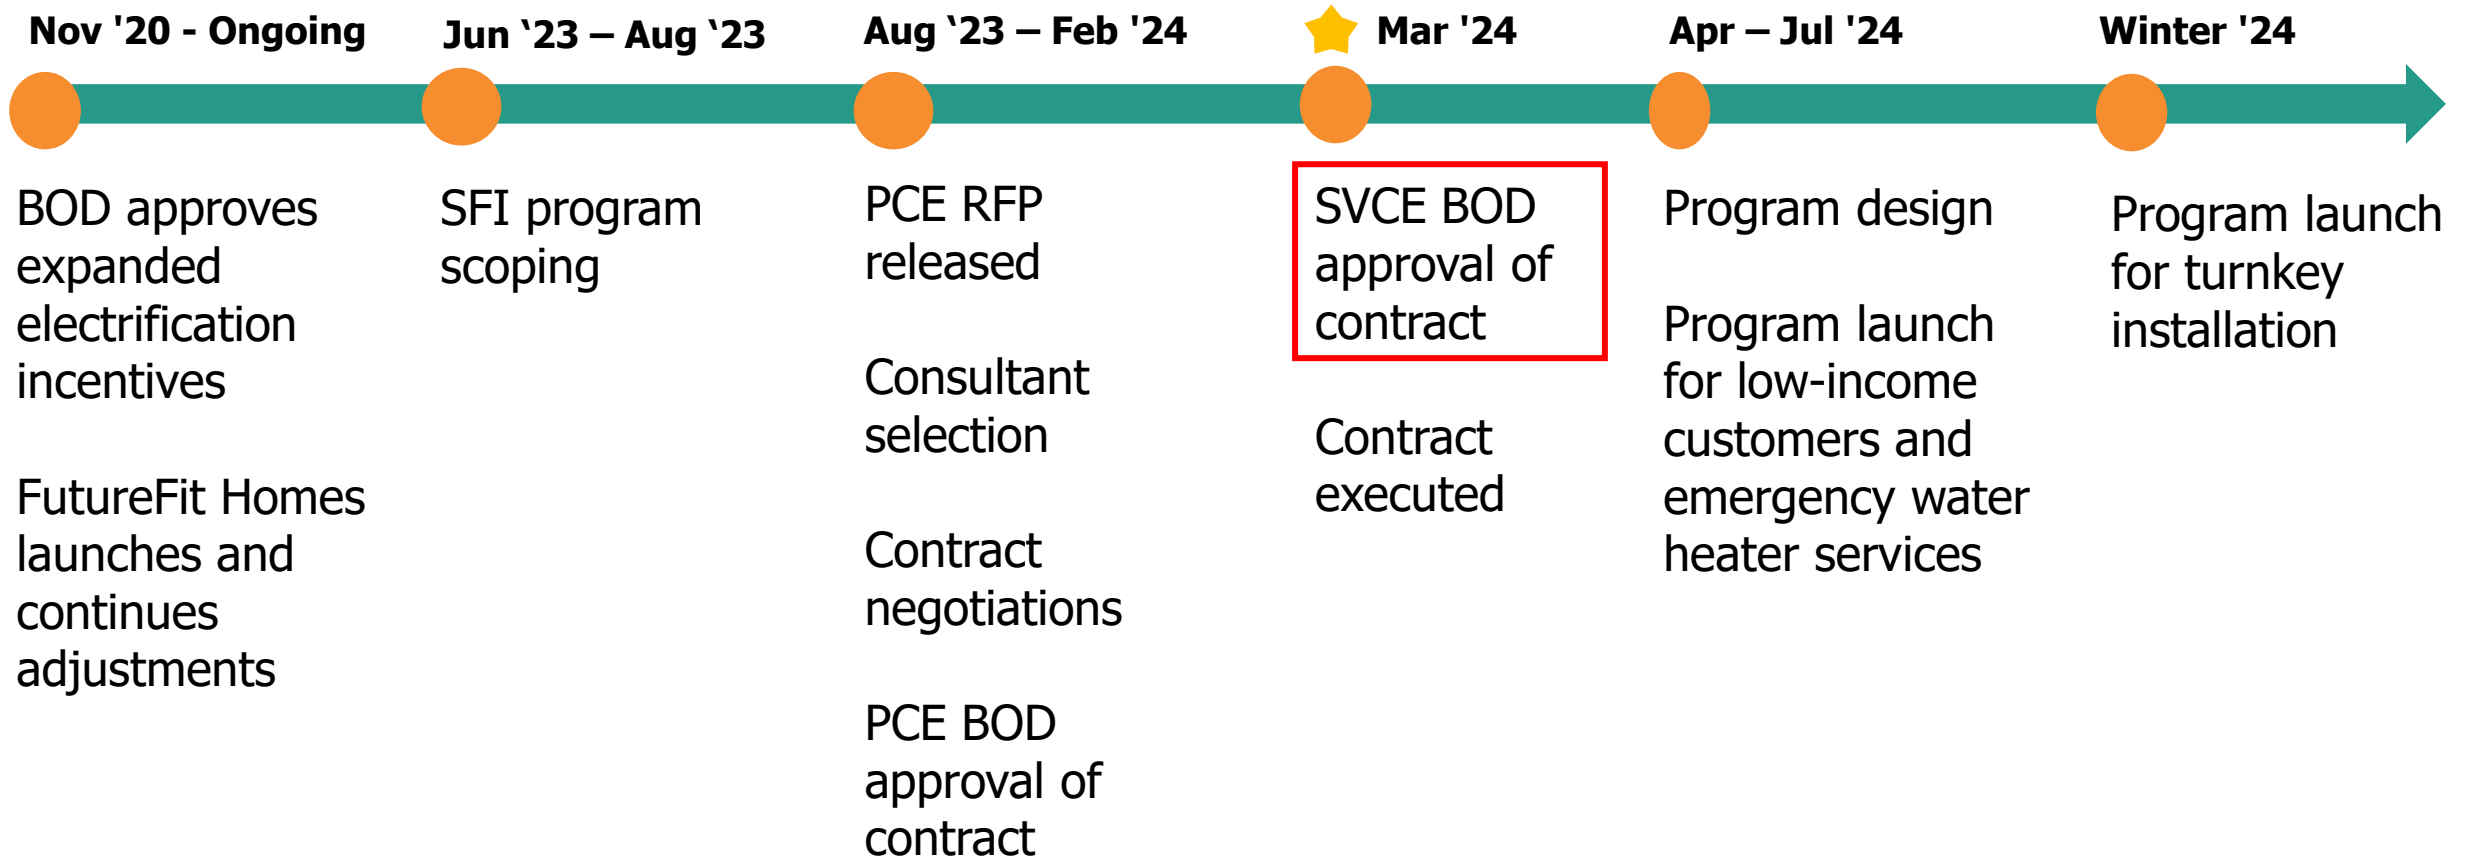 Nov '20 - Ongoing
Jun ‘23 – Aug ‘23
Aug ‘23 – Feb '24
Mar '24
Apr – Jul '24
Winter '24
BOD approves
expanded
electrification
incentives
FutureFit Homes
launches and
continues
adjustments
SFI program
scoping
PCE RFP
released
Consultant
selection
Contract
negotiations
PCE BOD
approval of
contract
SVCE BOD
approval of
contract
Contract
executed
Program design
Program launch
for low-income
customers and
emergency water
heater services
Program launch
for turnkey
installation